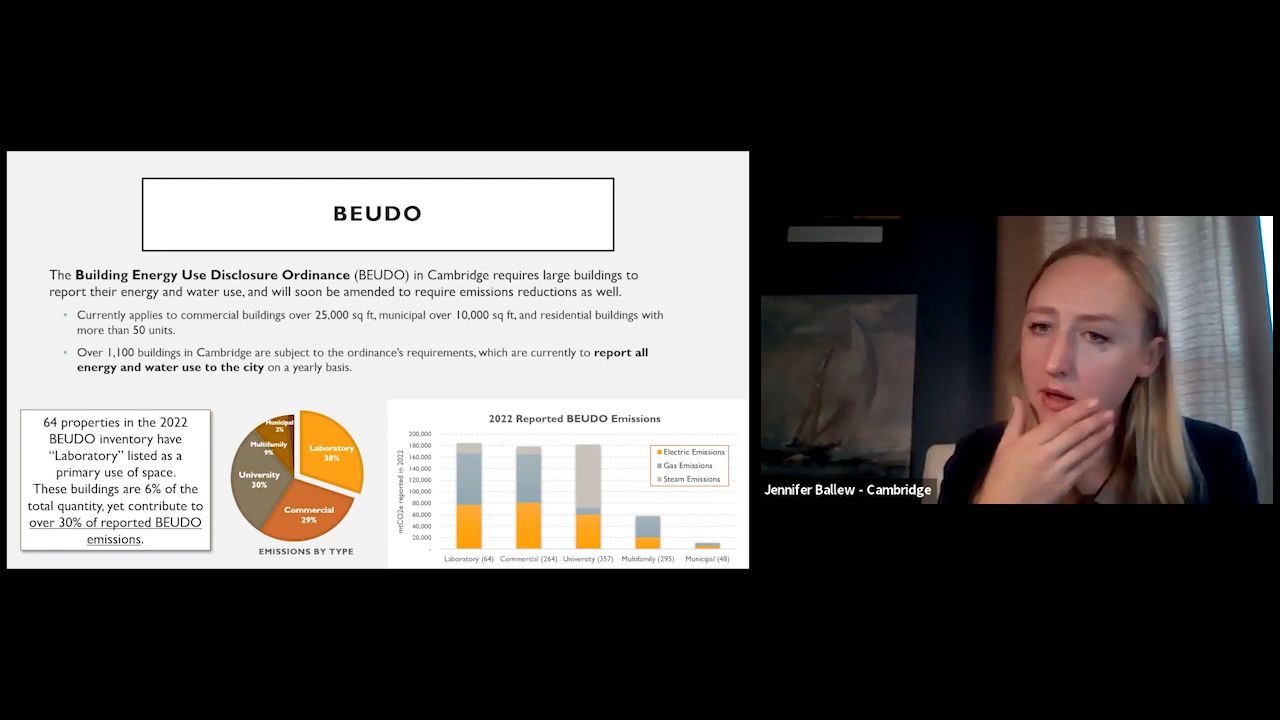 BEUDO
The Building Energy Use Disclosure Ordinance (BEUDO) in Cambridge requires large buildings to
report their energy and water use, and will soon be amended to require emissions reductions as well.
• Currently applies to commercial buildings over 25,000 sq ft, municipal over 10,000 sq ft, and residential buildings with
more than 50 units.
• Over 1,100 buildings in Cambridge are subject to the ordinance's requirements, which are currently to report all
energy and water use to the city on a yearly basis.
64 properties in the 2022
BEUDO inventory have
“Laboratory” listed as a
primary use of space.
These buildings are 6% of the
total quantity, yet contribute to
over 30% of reported BEUDO
emissions.
Municipal
2%
Multifamily
9%
Laboratory
30%
University
30%
Commercial
29%
EMISSIONS BY TYPE
2022 Reported BEUDO Emissions
mtCO2e reported in 2022
200,000
180,000
160,000
140,000
120,000
100,000
80,000
60,000
40,000
20,000
-
Electric Emissions
Gas Emissions
Steam Emissions
Laboratory (64)
Commercial (264)
University (357)
Multifamily (295)
Municipal (48)
Jennifer Ballew - Cambridge